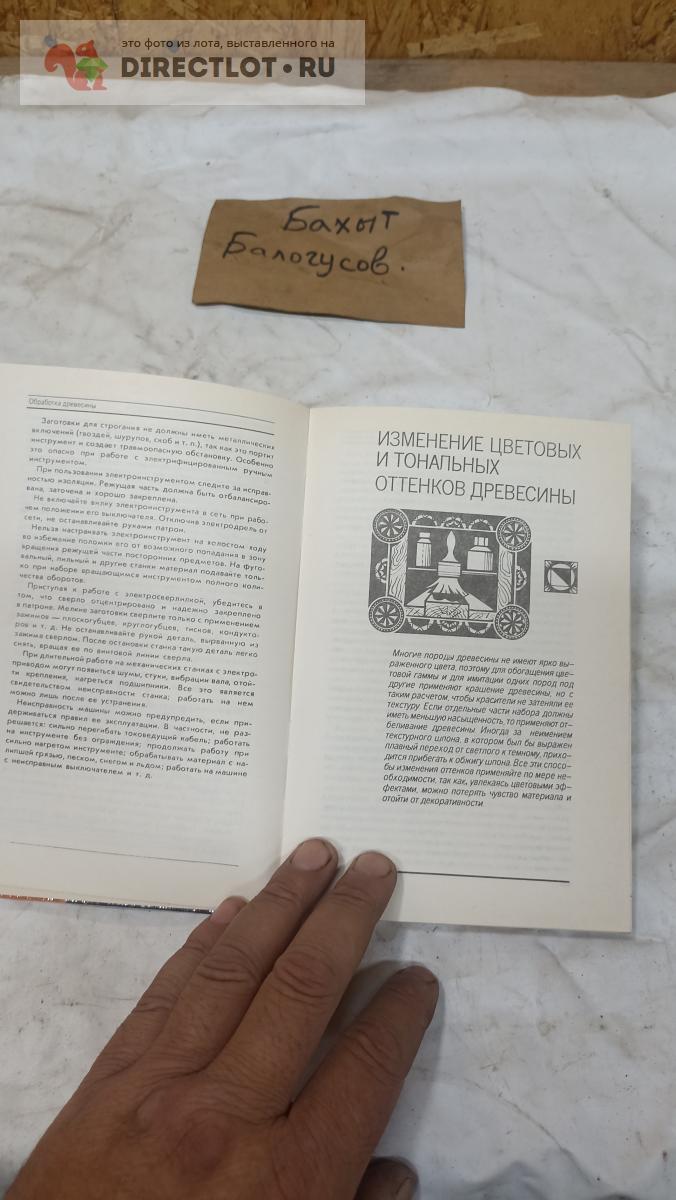 это фото из лота, выставленного на
DIRECTLOT•RU
Бахыт
Балогусов.
Обработка древесины
Заготовки для строгания не должны иметь металлических
включений (гвоздей, шурупов, скоб и т. п.), так как это портит
инструмент и создает травмоопасную обстановку. Особенно
это опасно при работе с электрифицированным ручным
инструментом.
При пользовании электроинструментом следите за исправ-
ностью изоляции. Режущая часть должна быть отбалансиро-
вана, заточена и хорошо закреплена.
Не включайте вилку электроинструмента в сеть при рабо-
чем положении его выключателя. Отключив электродрель от
сети, не останавливайте руками патрон.
Нельзя настраивать электроинструмент на холостом ходу
во избежание поломки его от возможного попадания в зону
вращения режущей части посторонних предметов. На фуго-
вальный, пильный и другие станки материал подавайте толь-
ко при наборе вращающимся инструментом полного коли-
чества оборотов.
Приступая к работе с электросверлилкой, убедитесь в
том, что сверло отцентрировано и надежно закреплено
в патроне. Мелкие заготовки сверлите только с применением
зажимов — плоскогубцев, круглогубцев, тисков, кондукто-
ров и т. д. Не останавливайте рукой деталь, вырванную из
зажима сверлом. После остановки станка такую деталь легко
снять, вращая ее по винтовой линии сверла.
При длительной работе на механических станках с электро-
приводом могут появиться шумы, стуки, вибрации вала, отой-
ти крепления, нагреться подшипники. Все это является
свидетельством неисправности станка; работать на нем
можно лишь после ее устранения.
Неисправность машины можно предупредить, если при-
держиваться правил ее эксплуатации. В частности, не раз-
решается: сильно перегибать токоведущий кабель; работать
на инструменте без ограждения; продолжать работу при
сильно нагретом инструменте; обрабатывать материал с на-
липшей грязью, песком, снегом и льдом; работать на машине
с неисправным выключателем и т. д.
ИЗМЕНЕНИЕ ЦВЕТОВЫХ
И ТОНАЛЬНЫХ
ОТТЕНКОВ ДРЕВЕСИНЫ
Многие породы древесины не имеют ярко вы-
раженного цвета, поэтому для обогащения цве-
товой гаммы и для имитации одних пород под
другие применяют крашение древесины, но с
таким расчетом, чтобы красители не затеняли ее
текстуру. Если отдельные части набора должны
иметь меньшую насыщенность, то применяют от-
беливание древесины Иногда за неимением
текстурного шпона, в котором был бы выражен
плавный переход от светлого к темному, прихо-
дится прибегать к обжигу шпона. Все эти спосо-
бы изменения оттенков применяйте по мере не-
обходимости, так как, увлекаясь цветовыми эф-
фектами, можно потерять чувство материала и
отойти от декоративности.